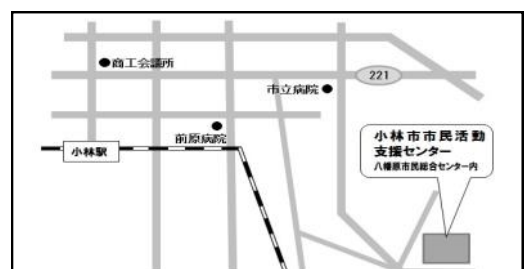 商工会議所
221
市立病院
前原病院
小林駅
小林市市民活動
支援センター
八幡原市民総合センター内